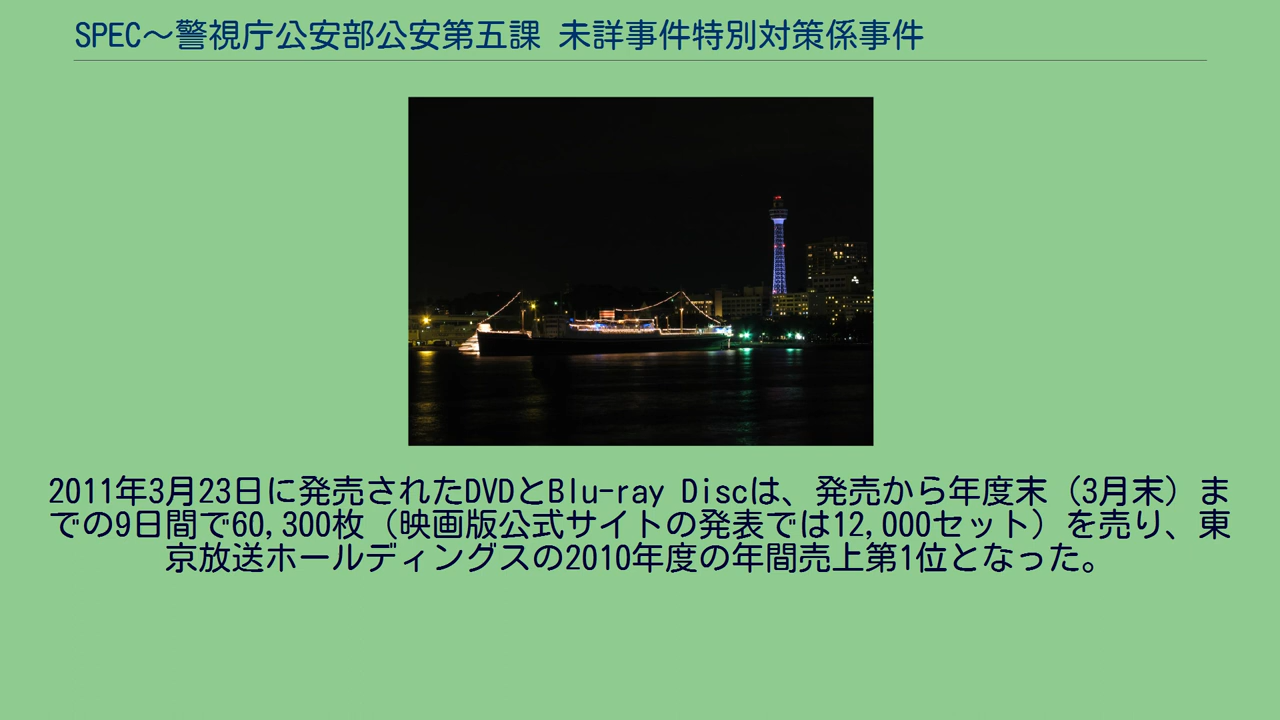 SPEC～警視庁公安部公安第五課 未詳事件特別対策係事件
2011年3月23日に発売されたDVDとBlu-ray Discは、発売から年度末（3月末）ま
での9日間で60,300枚（映画版公式サイトの発表では12,000セット）を売り、東
京放送ホールディングスの2010年度の年間売上第1位となった。